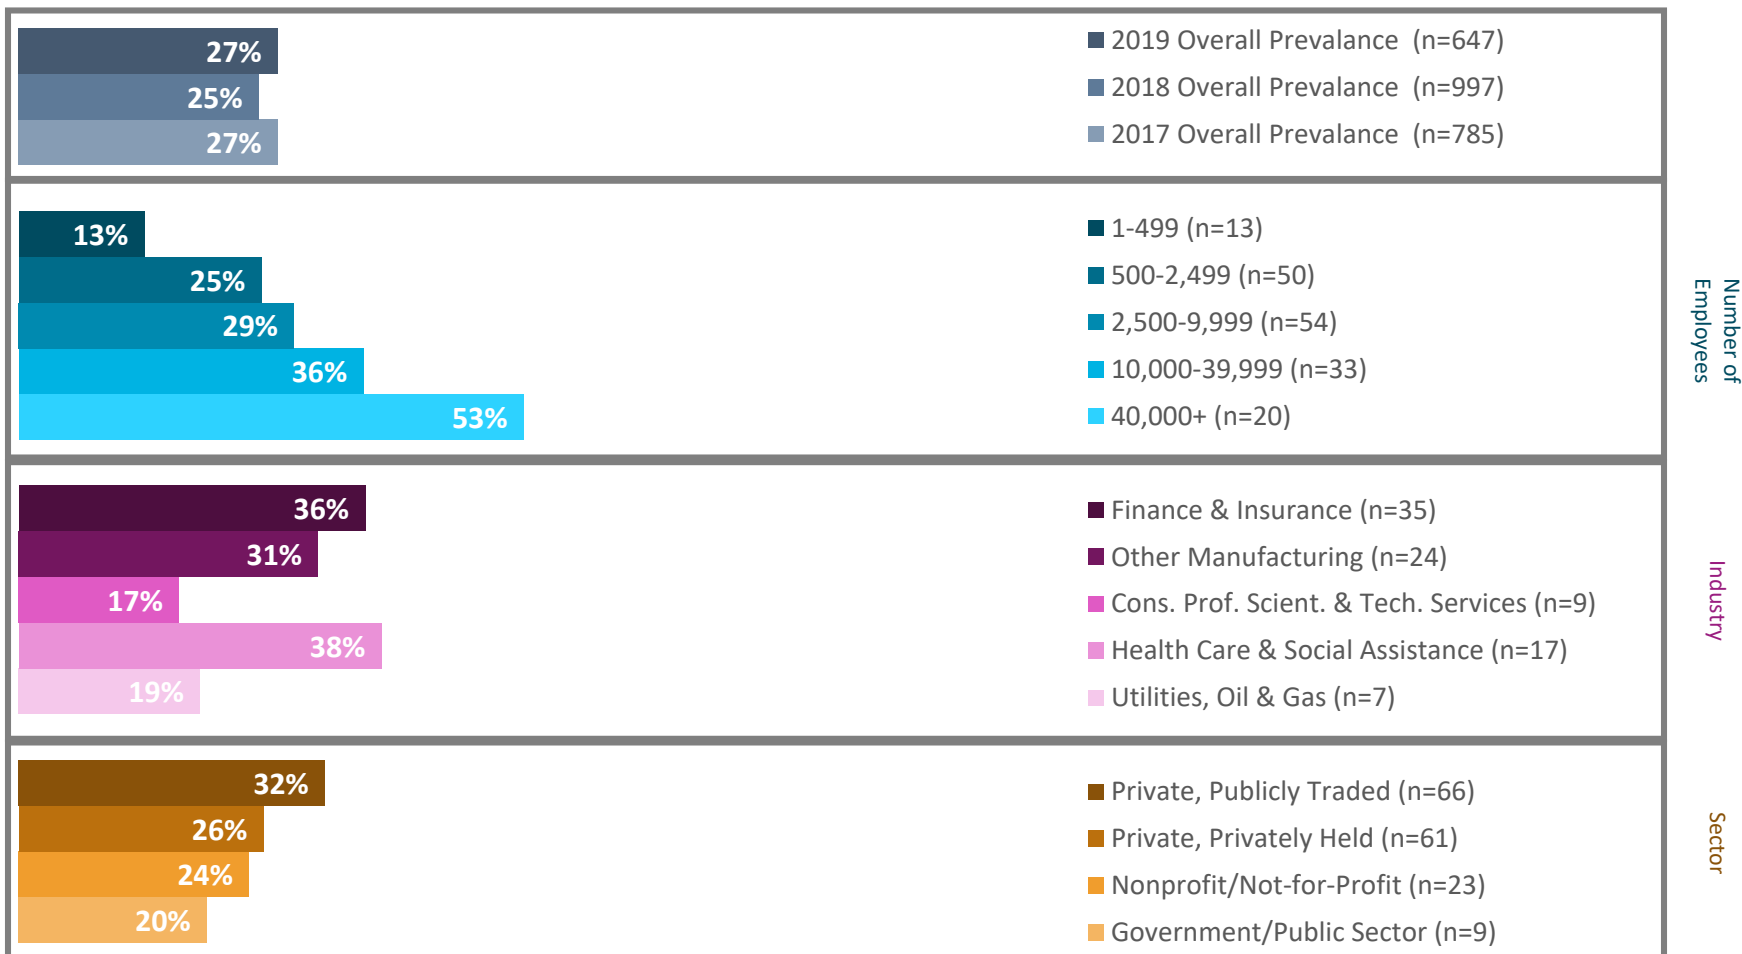 27%
25%
27%
2019 Overall Prevalance (n=647)
2018 Overall Prevalance (n=997)
2017 Overall Prevalance (n=785)
13%
25%
29%
36%
53%
1-499 (n=13)
500-2,499 (n=50)
2,500-9,999 (n=54)
10,000-39,999 (n=33)
40,000+ (n=20)
Number of
Employees
36%
31%
17%
38%
19%
Finance & Insurance (n=35)
Other Manufacturing (n=24)
Cons. Prof. Scient. & Tech. Services (n=9)
Health Care & Social Assistance (n=17)
Utilities, Oil & Gas (n=7)
Industry
32%
26%
24%
20%
Private, Publicly Traded (n=66)
Private, Privately Held (n=61)
Nonprofit/Not-for-Profit (n=23)
Government/Public Sector (n=9)
Sector